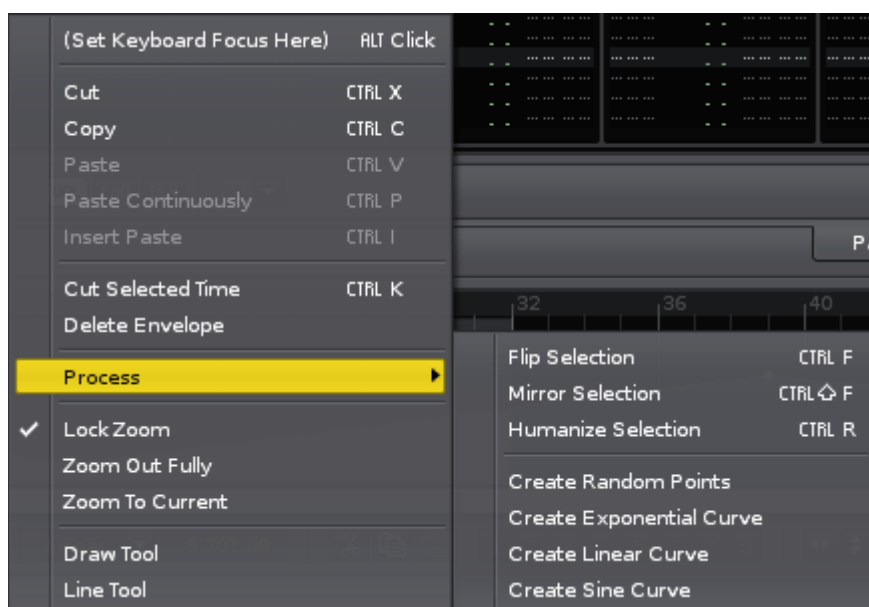 (Set Keyboard Focus Here) ALT Click
Cut CTRL X
Copy CTRL C
Paste CTRL V
Paste Continuously CTRL P
Insert Paste CTRL I
Cut Selected Time CTRL K
Delete Envelope
Process
Lock Zoom
Zoom Out Fully
Zoom To Current
Draw Tool
Line Tool
32 36 40
Flip Selection CTRL F
Mirror Selection CTRL⇧ F
Humanize Selection CTRL R
Create Random Points
Create Exponential Curve
Create Linear Curve
Create Sine Curve